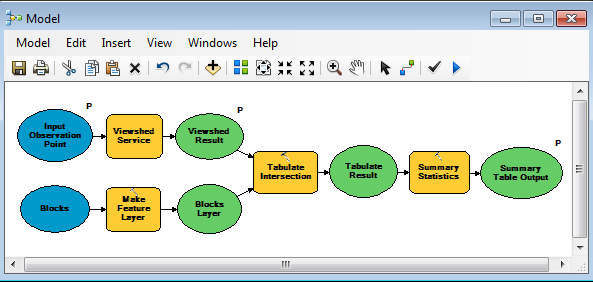 Model
Model Edit Insert View Windows Help
P
Input
Observation
Point
Viewshed
Service
P
Viewshed
Result
Tabulate
Intersection
Tabulate
Result
Summary
Statistics
P
Summary
Table Output
Blocks
Make
Feature
Layer
Blocks
Layer